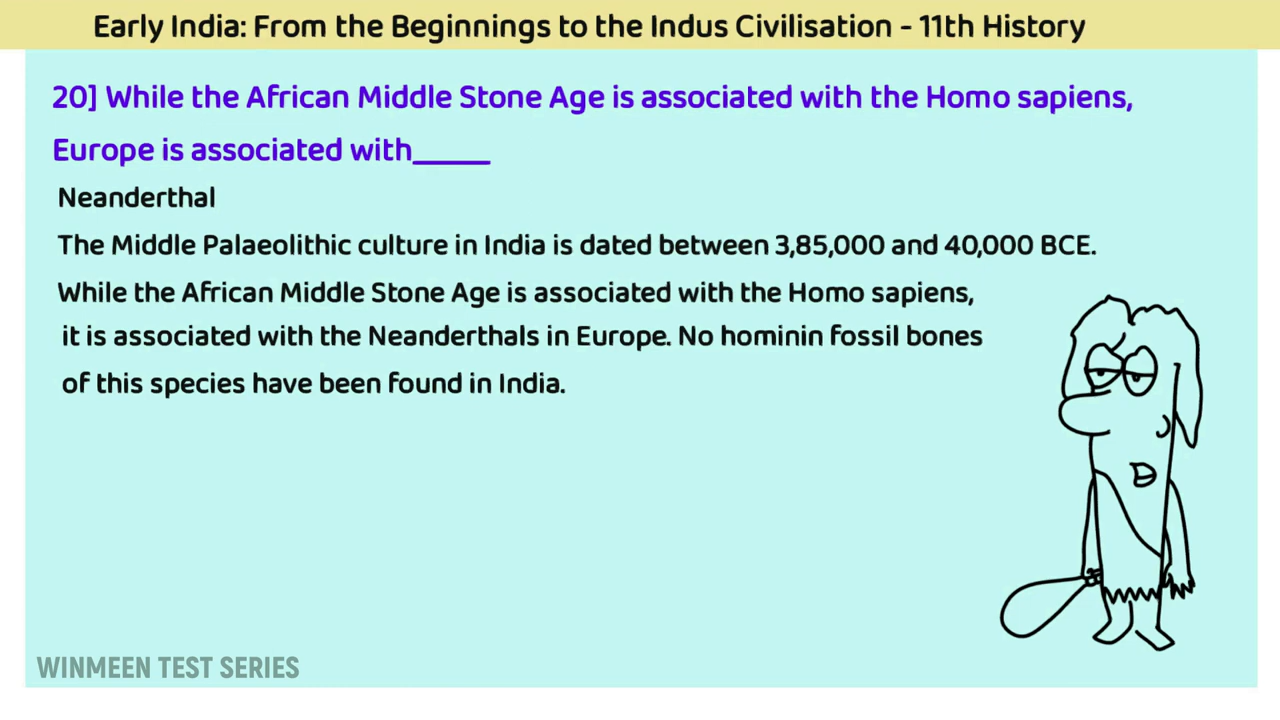 Early India: From the Beginnings to the Indus Civilisation - 11th History
20] While the African Middle Stone Age is associated with the Homo sapiens,
Europe is associated with_____
Neanderthal
The Middle Palaeolithic culture in India is dated between 3,85,000 and 40,000 BCE.
While the African Middle Stone Age is associated with the Homo sapiens,
it is associated with the Neanderthals in Europe. No hominin fossil bones
of this species have been found in India.
WINMEEN TEST SERIES